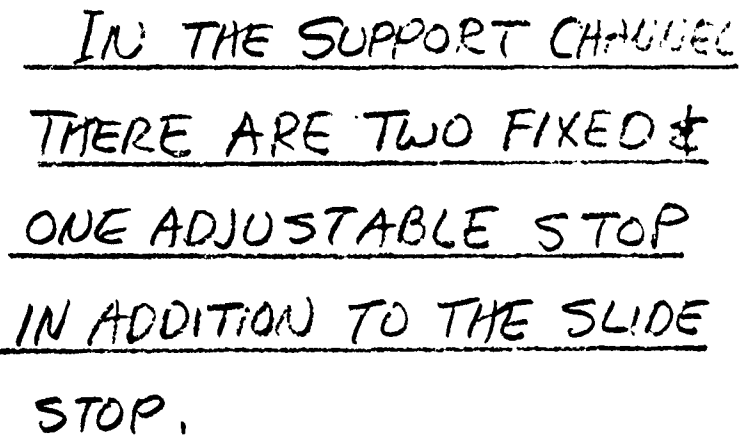 IN THE SUPPORT CHANNEL
THERE ARE TWO FIXED &
ONE ADJUSTABLE STOP
IN ADDITION TO THE SLIDE
STOP.